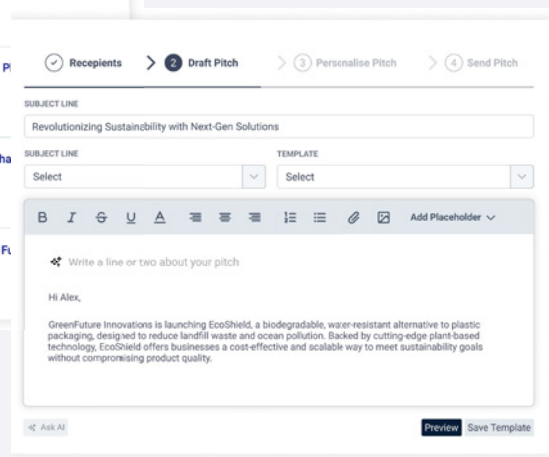 Recepients
2 Draft Pitch
3 Personalise Pitch
4 Send Pitch
SUBJECT LINE
Revolutionizing Sustainability with Next-Gen Solutions
SUBJECT LINE
TEMPLATE
Select
Select
B I S U A
Add Placeholder
Write a line or two about your pitch
Hi Alex,
GreenFuture Innovations is launching EcoShield, a biodegradable, water-resistant alternative to plastic
packaging, designed to reduce landfill waste and ocean pollution. Backed by cutting-edge plant-based
technology, EcoShield offers businesses a cost-effective and scalable way to meet sustainability goals
without compromising product quality.
Ask AI
Preview
Save Template